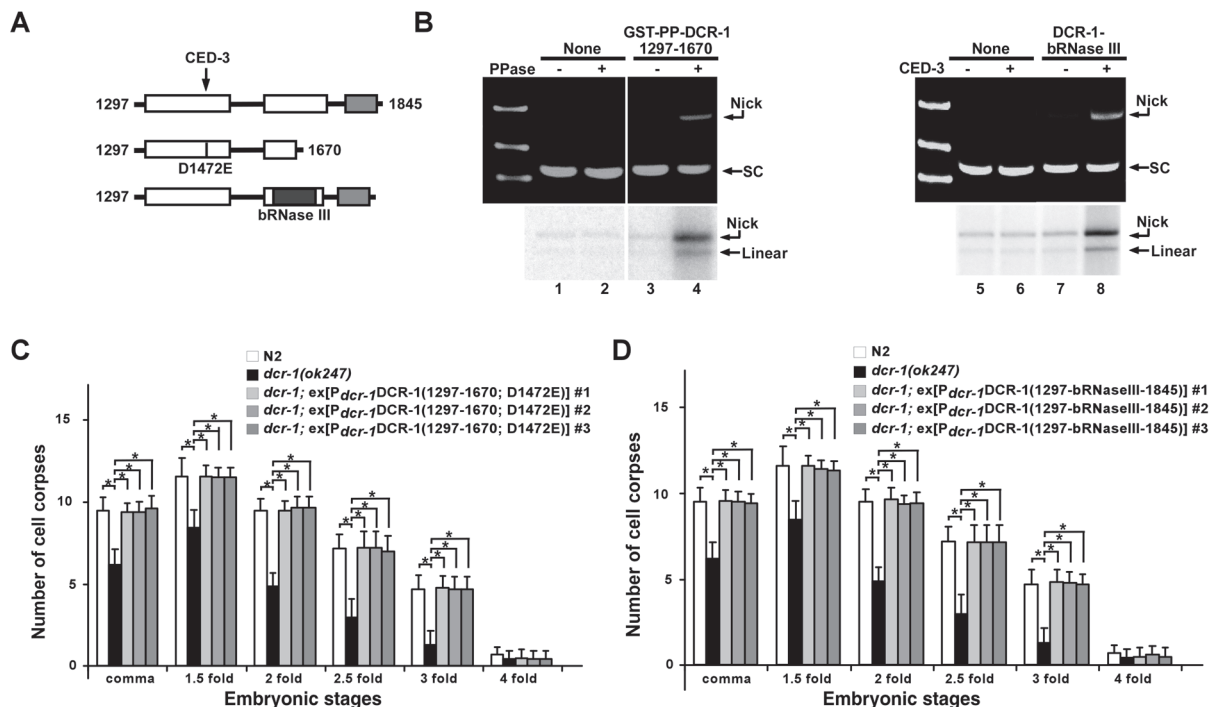 A
CED-3
1297
1845
1297
1670
D1472E
1297
bRNase III
B
GST-PP-DCR-1
1297-1670
None
PPase - + - +
Nick
SC
Nick
Linear
1 2 3 4
DCR-1-
bRNase III
None
CED-3 - + - +
Nick
SC
Nick
Linear
5 6 7 8
C
N2
dcr-1(ok247)
dcr-1; ex[Pdcr-1DCR-1(1297-1670; D1472E)] #1
dcr-1; ex[Pdcr-1DCR-1(1297-1670; D1472E)] #2
dcr-1; ex[Pdcr-1DCR-1(1297-1670; D1472E)] #3
Number of cell corpses
15
10
5
0
* * * *
* * * *
* * * *
* * * *
* * * *
comma 1.5 fold 2 fold 2.5 fold 3 fold 4 fold
Embryonic stages
D
N2
dcr-1(ok247)
dcr-1; ex[Pdcr-1DCR-1(1297-bRNaseIII-1845)] #1
dcr-1; ex[Pdcr-1DCR-1(1297-bRNaseIII-1845)] #2
dcr-1; ex[Pdcr-1DCR-1(1297-bRNaseIII-1845)] #3
Number of cell corpses
15
10
5
0
* * * *
* * * *
* * * *
* * * *
* * * *
comma 1.5 fold 2 fold 2.5 fold 3 fold 4 fold
Embryonic stages